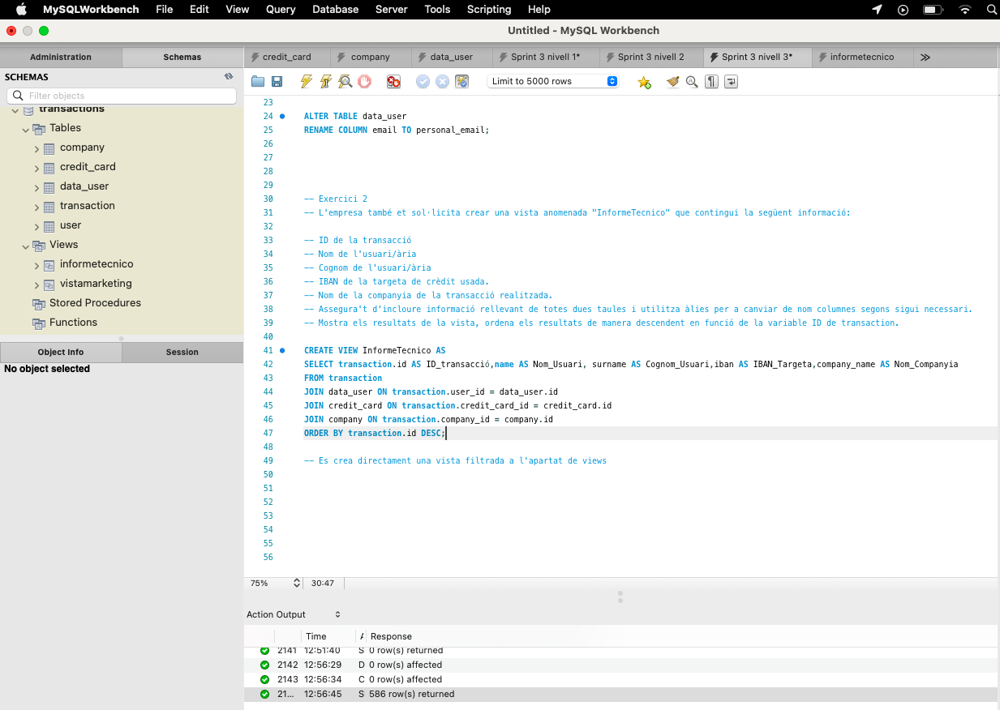 MySQLWorkbench File Edit View Query Database Server Tools Scripting Help
Untitled - MySQL Workbench
Administration Schemas credit_card company data_user Sprint 3 nivell 1* Sprint 3 nivell 2 Sprint 3 nivell 3* informetecnico
SCHEMAS
Limit to 5000 rows
Filter objects
transactions
Tables
company
credit_card
data_user
transaction
user
Views
informetecnico
vistamarketing
Stored Procedures
Functions
Object Info Session
No object selected
23
24 ALTER TABLE data_user
25 RENAME COLUMN email TO personal_email;
26
27
28
29
30 -- Exercici 2
31 -- L'empresa també et sol·licita crear una vista anomenada "InformeTecnico" que contingui la següent informació:
32
33 -- ID de la transacció
34 -- Nom de l'usuari/ària
35 -- Cognom de l'usuari/ària
36 -- IBAN de la targeta de crèdit usada.
37 -- Nom de la companyia de la transacció realitzada.
38 -- Assegura't d'incloure informació rellevant de totes dues taules i utilitza àlies per a canviar de nom columnes segons sigui necessari.
39 -- Mostra els resultats de la vista, ordena els resultats de manera descendent en funció de la variable ID de transaction.
40
41 CREATE VIEW InformeTecnico AS
42 SELECT transaction.id AS ID_transacció,name AS Nom_Usuari, surname AS Cognom_Usuari,iban AS IBAN_Targeta,company_name AS Nom_Companyia
43 FROM transaction
44 JOIN data_user ON transaction.user_id = data_user.id
45 JOIN credit_card ON transaction.credit_card_id = credit_card.id
46 JOIN company ON transaction.company_id = company.id
47 ORDER BY transaction.id DESC;
48
49 -- Es crea directament una vista filtrada a l'apartat de views
50
51
52
53
54
55
56
75% 30:47
Action Output
Time A Response
2141 12:51:40 S 0 row(s) returned
2142 12:56:29 D 0 row(s) affected
2143 12:56:34 C 0 row(s) affected
21... 12:56:45 S 586 row(s) returned